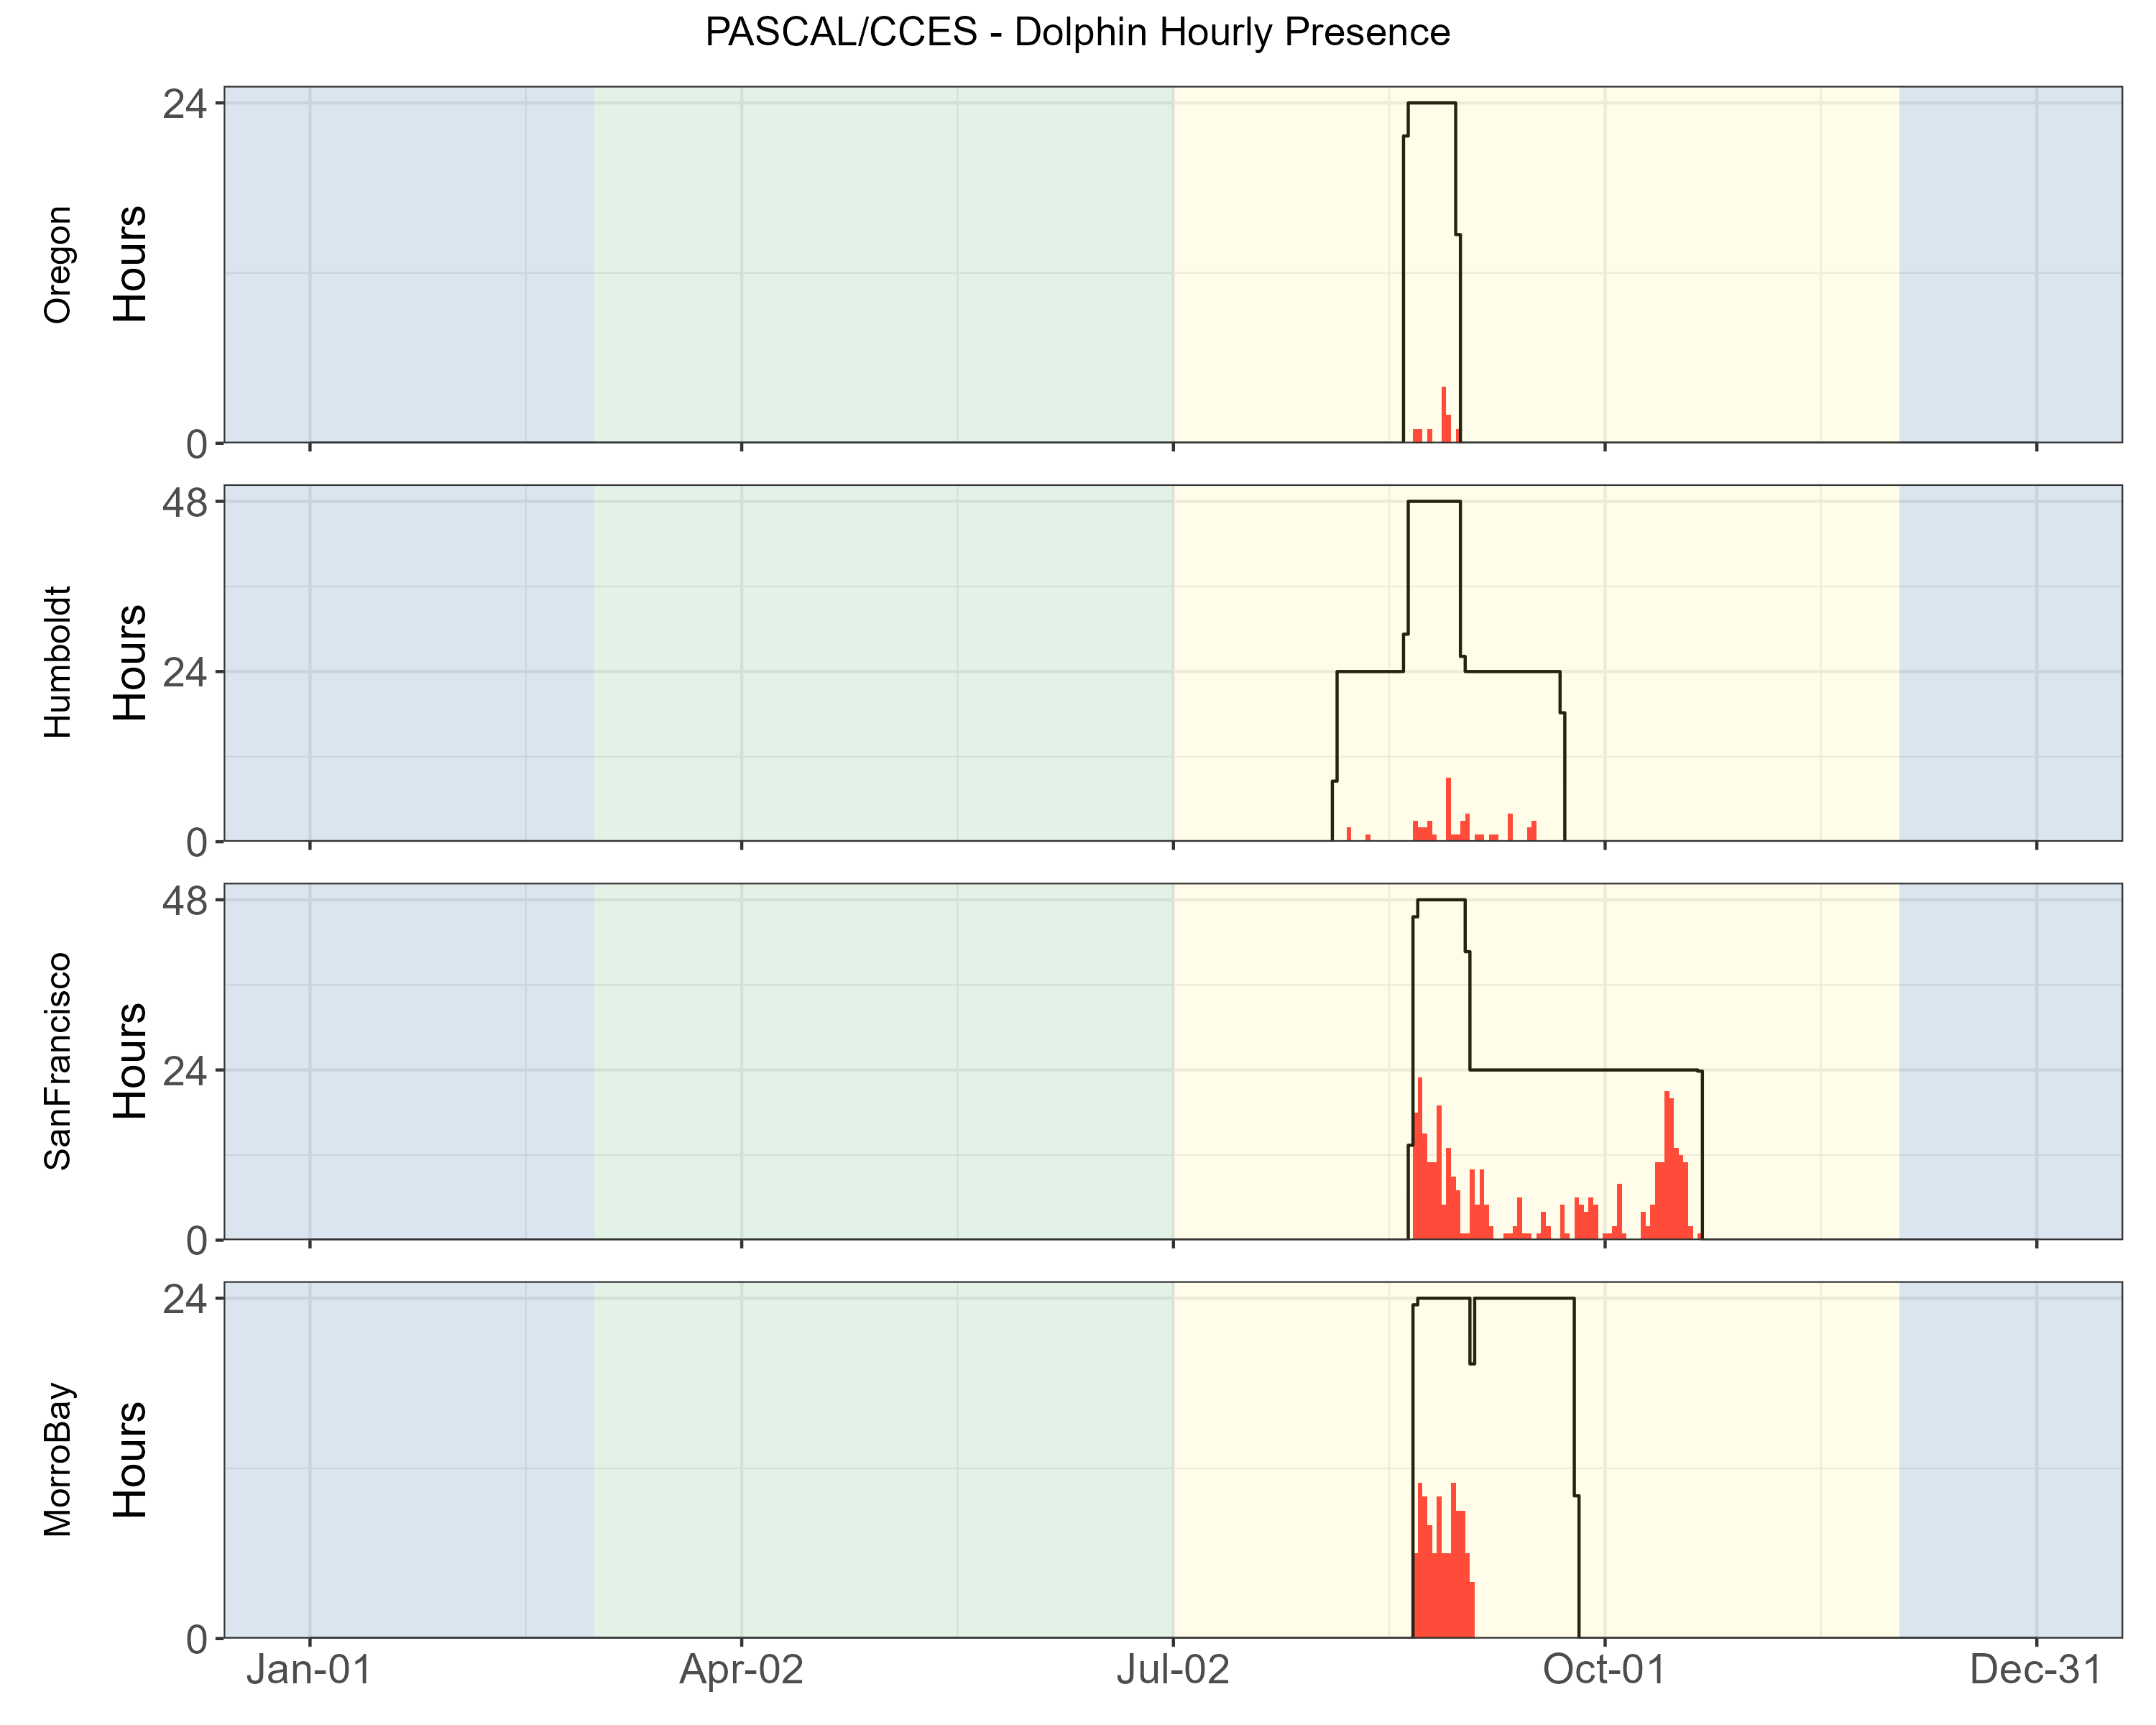 PASCAL/CCES - Dolphin Hourly Presence
Oregon
Hours
24
0
Humboldt
Hours
48
24
0
SanFrancisco
Hours
48
24
0
MorroBay
Hours
24
0
Jan-01 Apr-02 Jul-02 Oct-01 Dec-31